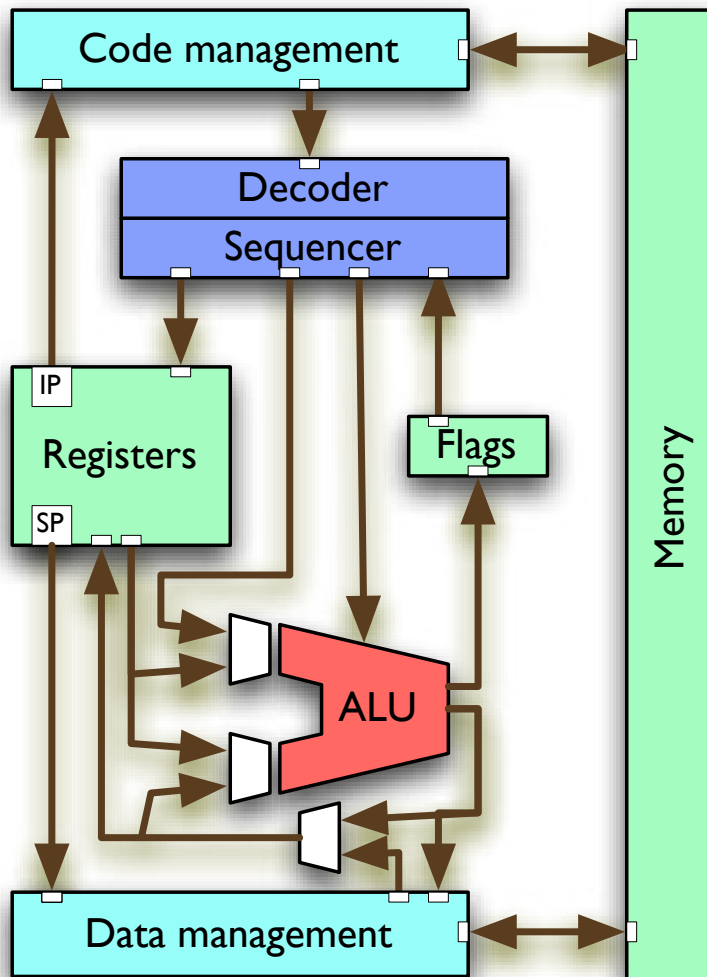 Code management
Decoder
Sequencer
IP
Registers
Flags
SP
Memory
ALU
Data management